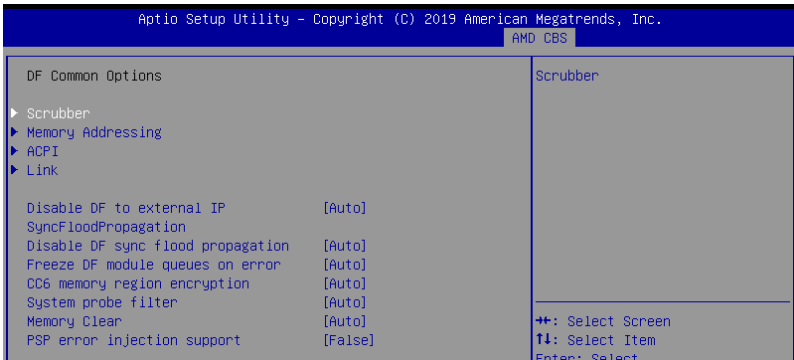 Aptio Setup Utility – Copyright (C) 2019 American Megatrends, Inc.
AMD CBS
DF Common Options
Scrubber
Memory Addressing
ACPI
Link
Disable DF to external IP [Auto]
SyncFloodPropagation
Disable DF sync flood propagation [Auto]
Freeze DF module queues on error [Auto]
CC6 memory region encryption [Auto]
System probe filter [Auto]
Memory Clear [Auto]
PSP error injection support [False]
Scrubber
→←: Select Screen
↑↓: Select Item
Enter: Select